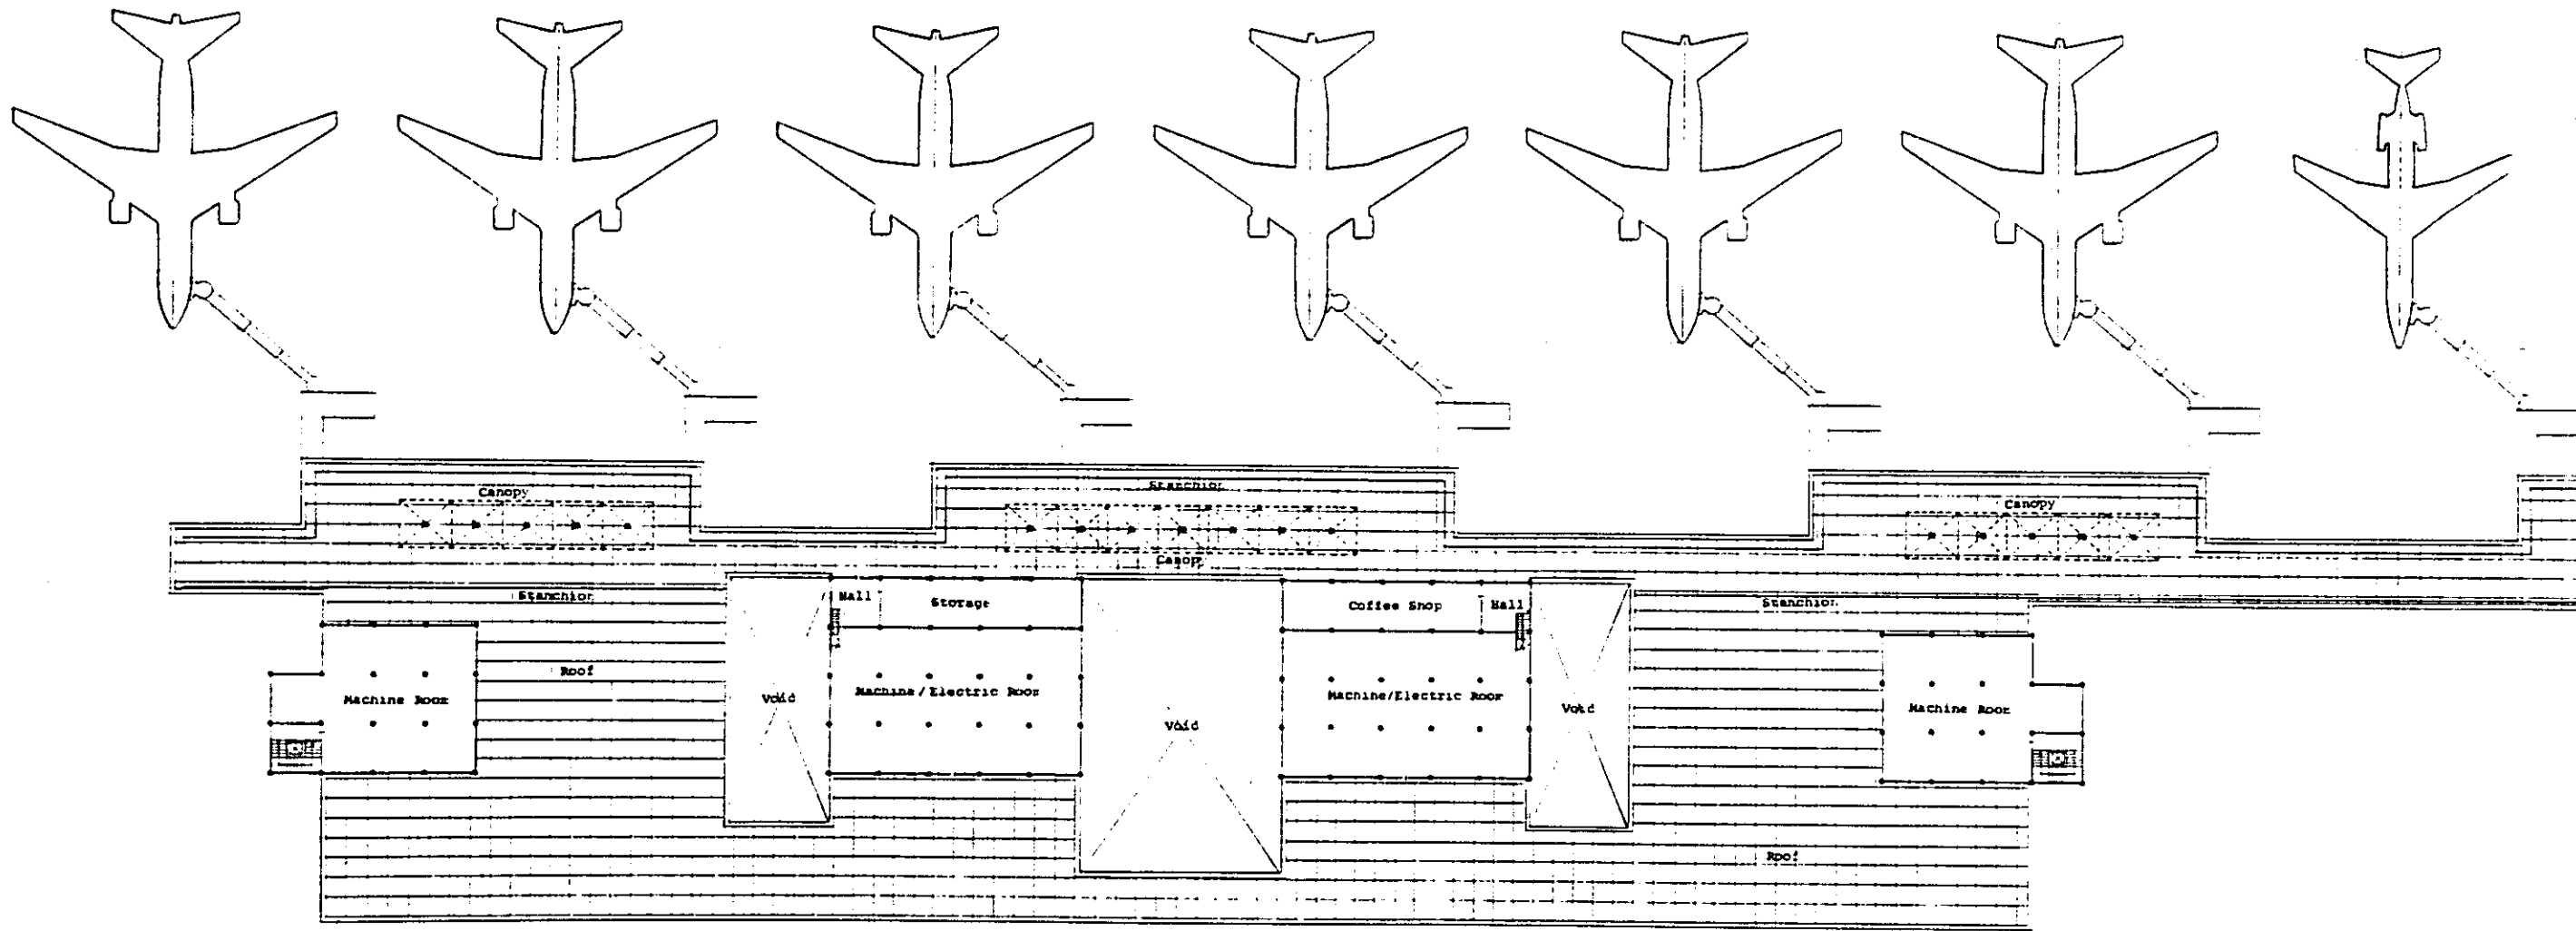 Canopy
Stanchion
Canopy
Canopy
Stanchion
Hall
Storage
Coffee Shop
Hall
Stanchion
Roof
Machine Room
Void
Machine/Electric Room
Void
Machine/Electric Room
Void
Machine Room
Roof